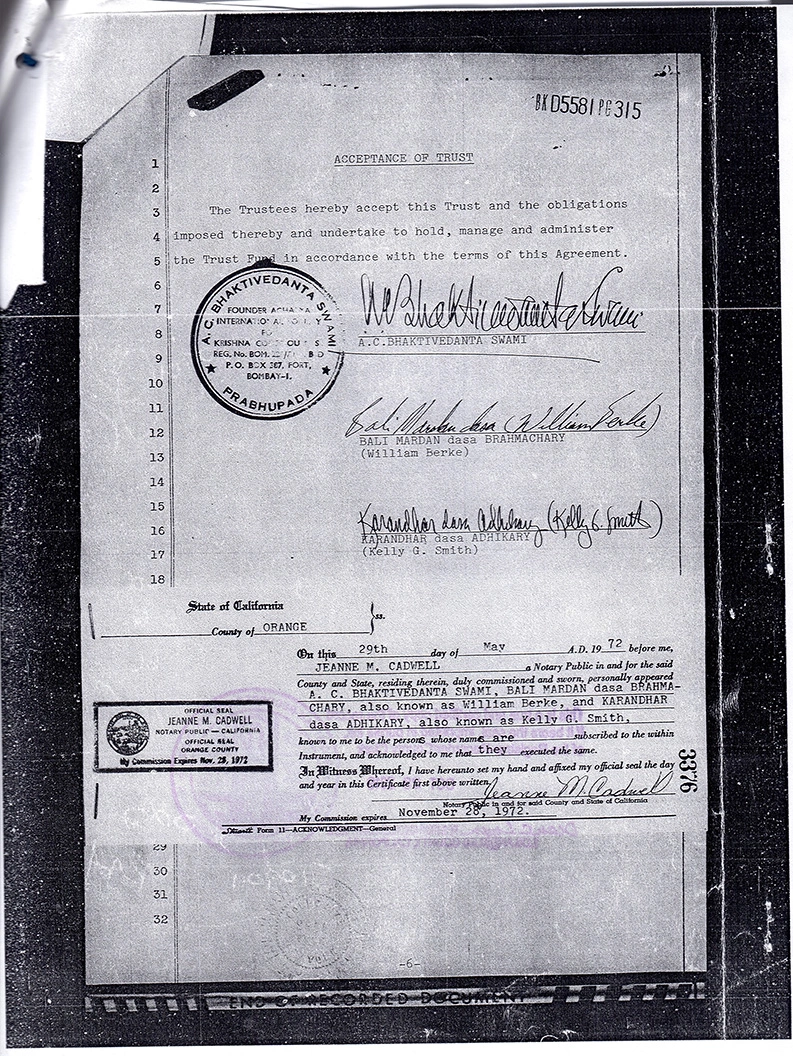 BK D5581 PG 315
ACCEPTANCE OF TRUST
1
2
3 The Trustees hereby accept this Trust and the obligations
4 imposed thereby and undertake to hold, manage and administer
5 the Trust Fund in accordance with the terms of this Agreement.
6
7
8
9
10
11
12
13
14
15
16
17
18
A. C. BHAKTIVEDANTA SWAMI
FOUNDER
INTERNATIONAL
KRISHNA
REG. No. BOM.
P. O. BOX 387, FORT,
BOMBAY-1.
PRABHUPADA
A.C.BHAKTIVEDANTA SWAMI
Bali Mardan dasa (William Berke)
BALI MARDAN dasa BRAHMACHARY
(William Berke)
Karandhar dasa Adhikary (Kelly G. Smith)
KARANDHAR dasa ADHIKARY
(Kelly G. Smith)
State of California
County of ORANGE
ss.
On this 29th day of May A.D. 19 72 before me,
JEANNE M. CADWELL a Notary Public in and for the said
County and State, residing therein, duly commissioned and sworn, personally appeared
A. C. BHAKTIVEDANTA SWAMI, BALI MARDAN dasa BRAHMA-
CHARY, also known as William Berke, and KARANDHAR
dasa ADHIKARY, also known as Kelly G. Smith,
known to me to be the persons whose names are subscribed to the within
Instrument, and acknowledged to me that they executed the same.
In Witness Whereof, I have hereunto set my hand and affixed my official seal the day
and year in this Certificate first above written.
Jeanne M. Cadwell
Notary Public in and for said County and State of California
My Commission expires November 28, 1972.
Form 11—ACKNOWLEDGMENT—General
OFFICIAL SEAL
JEANNE M. CADWELL
NOTARY PUBLIC — CALIFORNIA
OFFICIAL SEAL
ORANGE COUNTY
My Commission Expires Nov. 28, 1972
3376
29
30
31
32
-6-
END OF RECORDED DOCUMENT